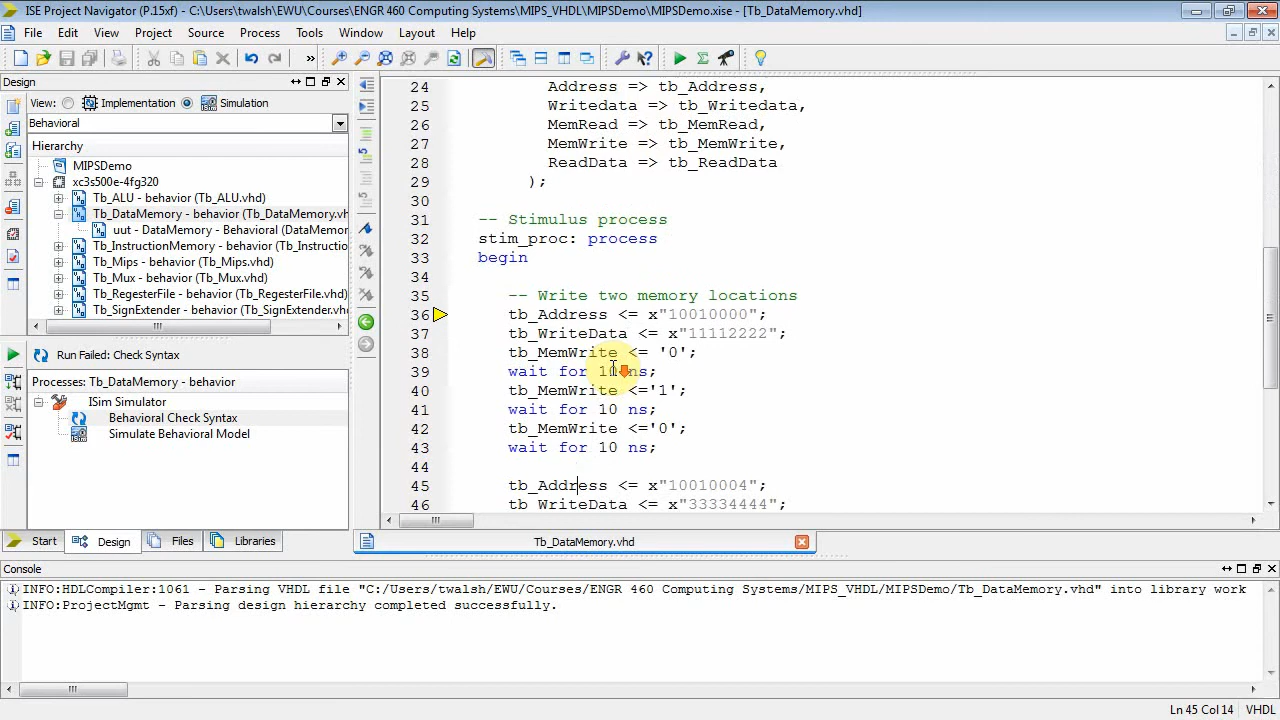 ISE Project Navigator (P.15xf) - C:\Users\twalsh\EWU\Courses\ENGR 460 Computing Systems\MIPS_VHDL\MIPSDemo\MIPSDemo.xise - [Tb_DataMemory.vhd]
File Edit View Project Source Process Tools Window Layout Help
Design
View: Implementation Simulation
Behavioral
Hierarchy
MIPSDemo
xc3s500e-4fg320
Tb_ALU - behavior (Tb_ALU.vhd)
Tb_DataMemory - behavior (Tb_DataMemory.vh
uut - DataMemory - Behavioral (DataMemory.vh
Tb_InstructionMemory - behavior (Tb_Instructio
Tb_Mips - behavior (Tb_Mips.vhd)
Tb_Mux - behavior (Tb_Mux.vhd)
Tb_RegesterFile - behavior (Tb_RegesterFile.vhd)
Tb_SignExtender - behavior (Tb_SignExtender.vhd)
Run Failed: Check Syntax
Processes: Tb_DataMemory - behavior
ISim Simulator
Behavioral Check Syntax
Simulate Behavioral Model
24 Address => tb_Address,
25 Writedata => tb_Writedata,
26 MemRead => tb_MemRead,
27 MemWrite => tb_MemWrite,
28 ReadData => tb_ReadData
29 );
30
31 -- Stimulus process
32 stim_proc: process
33 begin
34
35 -- Write two memory locations
36 tb_Address <= x"10010000";
37 tb_WriteData <= x"11112222";
38 tb_MemWrite <= '0';
39 wait for 10 ns;
40 tb_MemWrite <='1';
41 wait for 10 ns;
42 tb_MemWrite <='0';
43 wait for 10 ns;
44
45 tb_Address <= x"10010004";
46 tb_WriteData <= x"33334444";
Start Design Files Libraries
Tb_DataMemory.vhd
Console
INFO:HDLCompiler:1061 - Parsing VHDL file "C:/Users/twalsh/EWU/Courses/ENGR 460 Computing Systems/MIPS_VHDL/MIPSDemo/Tb_DataMemory.vhd" into library work
INFO:ProjectMgmt - Parsing design hierarchy completed successfully.
Ln 45 Col 14 VHDL